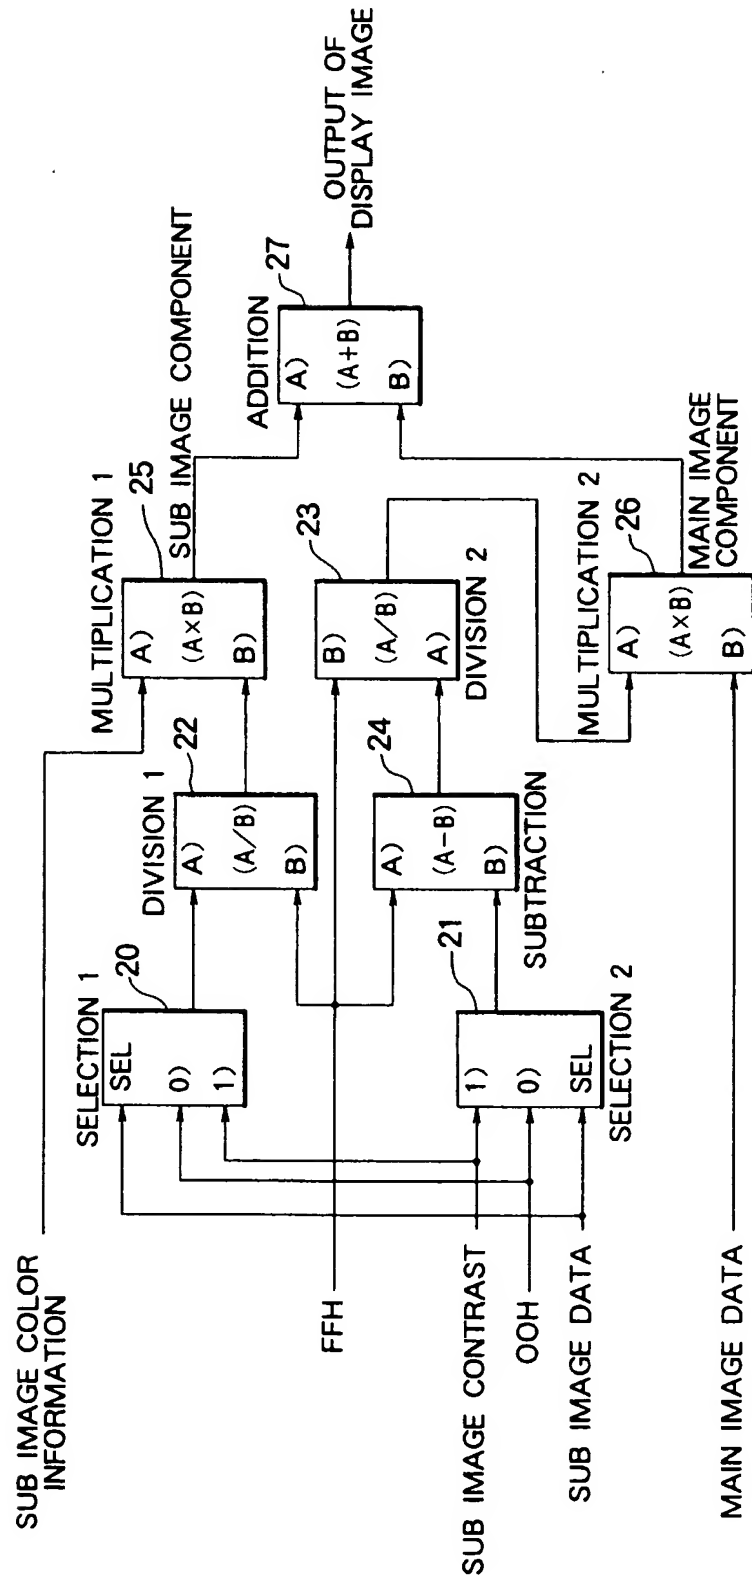 SUB IMAGE COLOR
INFORMATION
FFH
SUB IMAGE CONTRAST
OOH
SUB IMAGE DATA
MAIN IMAGE DATA
SELECTION 1
20
SEL
0)
1)
21
1)
0)
SEL
SELECTION 2
DIVISION 1
22
A)
(A/B)
B)
24
A)
(A-B)
B)
SUBTRACTION
MULTIPLICATION 1
25
A)
(A×B)
B)
SUB IMAGE COMPONENT
23
B)
(A/B)
A)
DIVISION 2
MULTIPLICATION 2
26
A)
(A×B)
B)
MAIN IMAGE
COMPONENT
ADDITION
27
A)
(A+B)
B)
OUTPUT OF
DISPLAY IMAGE